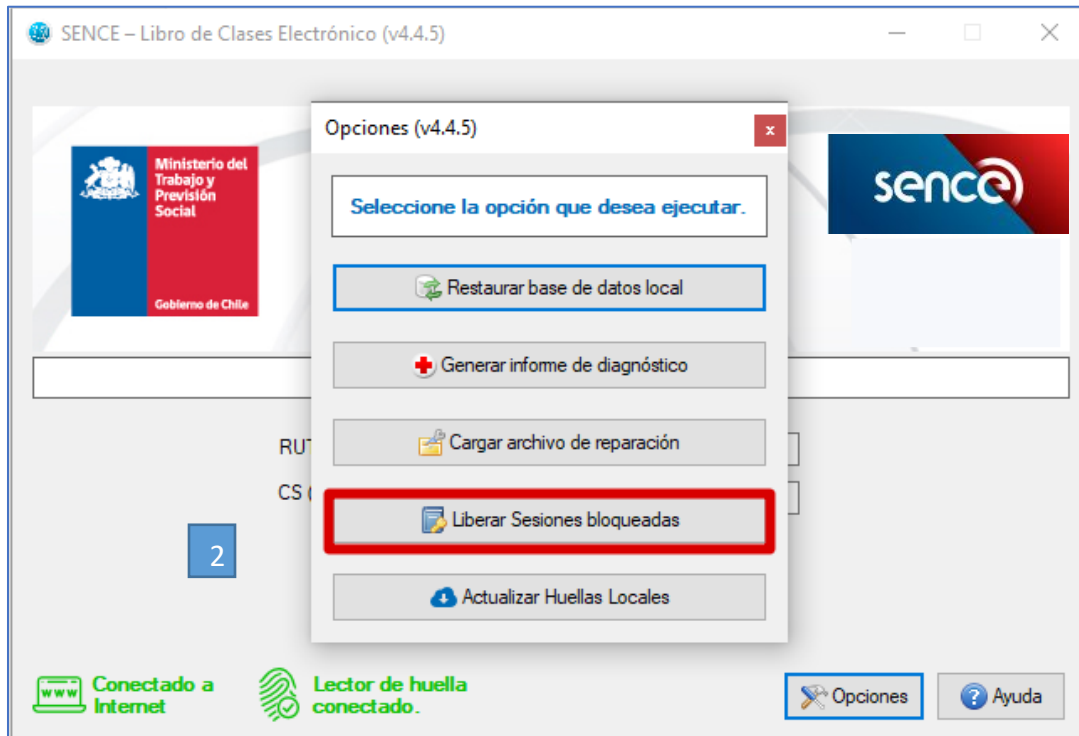 SENCE – Libro de Clases Electrónico (v4.4.5)
Opciones (v4.4.5)
x
Ministerio del
Trabajo y
Previsión
Social
Gobierno de Chile
sence
Seleccione la opción que desea ejecutar.
Restaurar base de datos local
Generar informe de diagnóstico
Cargar archivo de reparación
RUT
CS (
Liberar Sesiones bloqueadas
2
Actualizar Huellas Locales
www
Conectado a
Internet
Lector de huella
conectado.
Opciones
? Ayuda